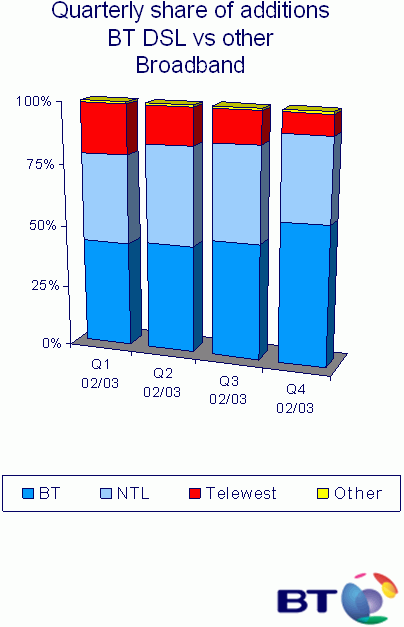 Quarterly share of additions
BT DSL vs other
Broadband
100%
75%
50%
25%
0%
Q1
02/03
Q2
02/03
Q3
02/03
Q4
02/03
BT NTL Telewest Other
BT